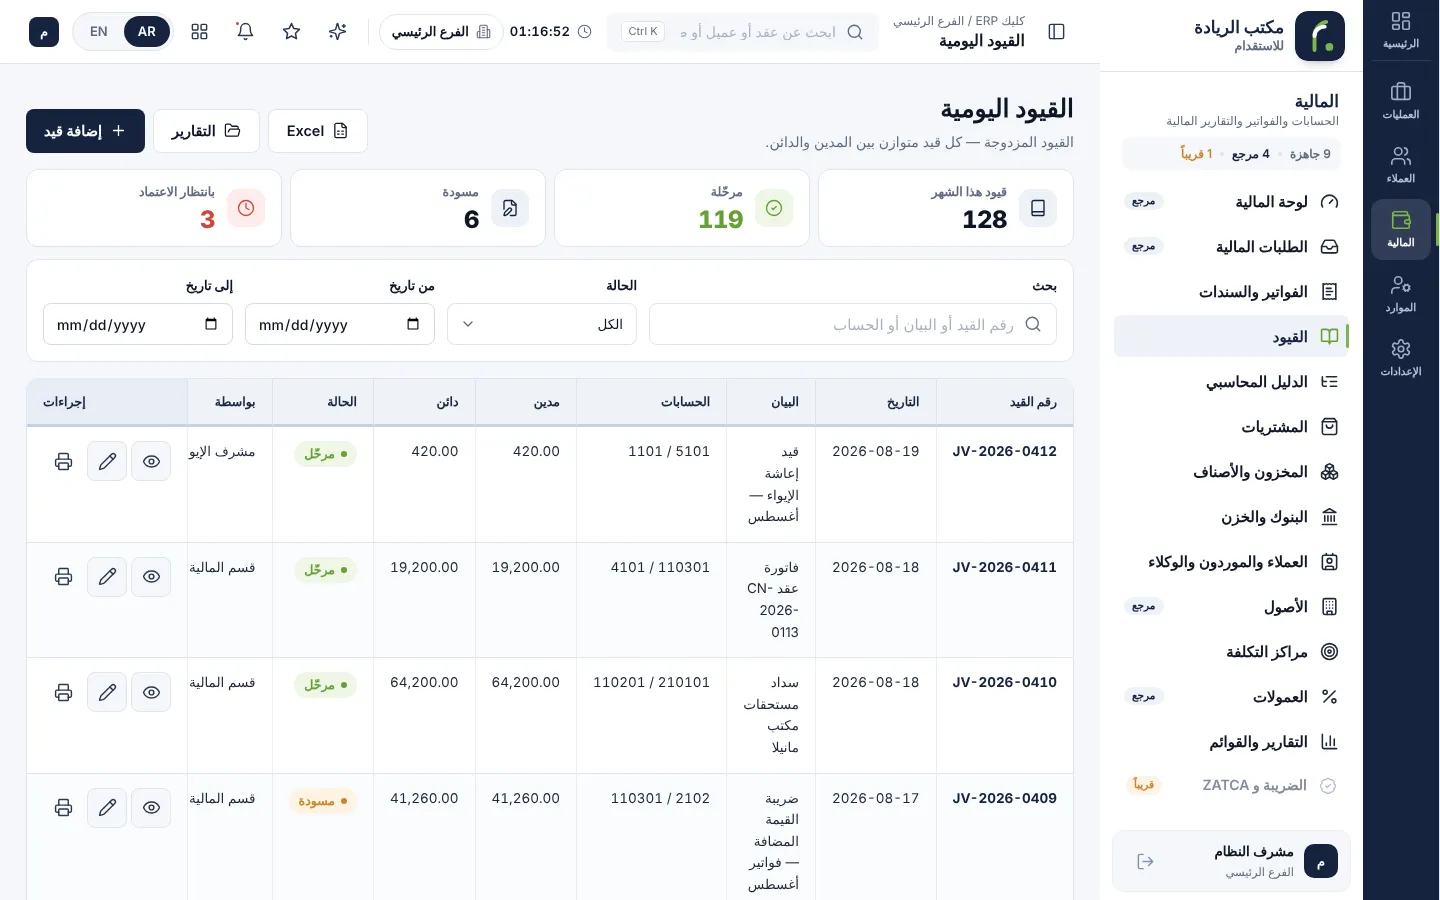 الرئيسية
العمليات
العملاء
المالية
الموارد
الإعدادات
مكتب الريادة
للاستقدام
المالية
الحسابات والفواتير والتقارير المالية
9 جاهزة • 4 مرجع • 1 قريباً
لوحة المالية مرجع
الطلبات المالية مرجع
الفواتير والسندات
القيود
الدليل المحاسبي
المشتريات
المخزون والأصناف
البنوك والخزن
العملاء والموردون والوكلاء
الأصول مرجع
مراكز التكلفة
العمولات مرجع
التقارير والقوائم
الضريبة و ZATCA قريباً
م
مشرف النظام
الفرع الرئيسي
كليك ERP / الفرع الرئيسي
القيود اليومية
ابحث عن عقد أو عميل أو Ctrl K
01:16:52
الفرع الرئيسي
AR EN
م
القيود اليومية
القيود المزدوجة — كل قيد متوازن بين المدين والدائن.
Excel
التقارير
إضافة قيد
قيود هذا الشهر
128
مرحّلة
119
مسودة
6
بانتظار الاعتماد
3
بحث
رقم القيد أو البيان أو الحساب
الحالة
الكل
من تاريخ
mm/dd/yyyy
إلى تاريخ
mm/dd/yyyy
رقم القيد التاريخ البيان الحسابات مدين دائن الحالة بواسطة إجراءات
JV-2026-0412 2026-08-19 قيد إعاشة الإيواء — أغسطس 5101 / 1101 420.00 420.00 مرحّل مشرف الإيو
JV-2026-0411 2026-08-18 فاتورة عقد CN-2026-0113 110301 / 4101 19,200.00 19,200.00 مرحّل قسم المالية
JV-2026-0410 2026-08-18 سداد مستحقات مكتب مانيلا 210101 / 110201 64,200.00 64,200.00 مرحّل قسم المالية
JV-2026-0409 2026-08-17 ضريبة القيمة المضافة — فواتير أغسطس 2102 / 110301 41,260.00 41,260.00 مسودة قسم المالية